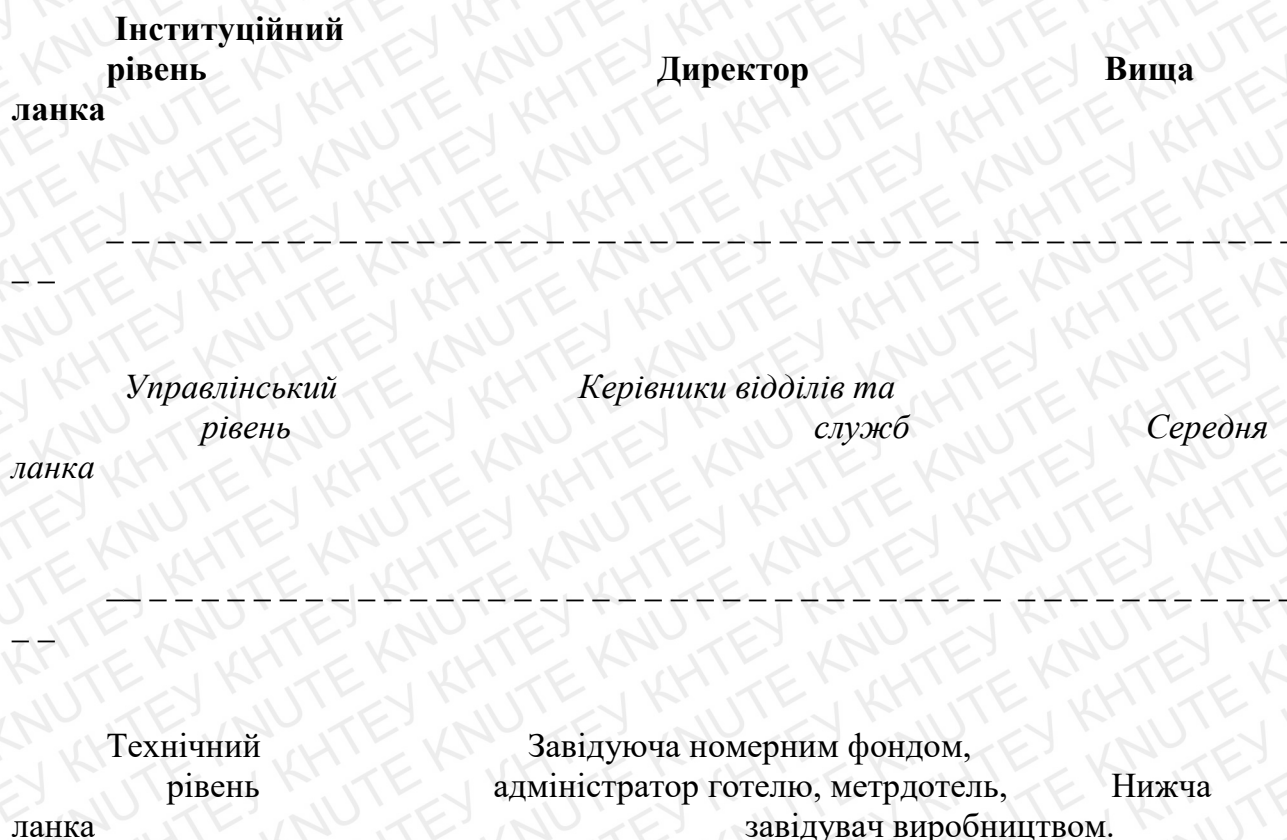 Інституційний
рівень Директор Вища
ланка
_ _ _ _ _ _ _ _ _ _ _ _ _ _ _ _ _ _ _ _ _ _ _ _ _ _ _ _ _ _ _ _ _ _ _ _ _ _ _ _ _ _ _ _ _
_ _
Управлінський Керівники відділів та
рівень служб Середня
ланка
_ _ _ _ _ _ _ _ _ _ _ _ _ _ _ _ _ _ _ _ _ _ _ _ _ _ _ _ _ _ _ _ _ _ _ _ _ _ _ _ _ _ _ _ _
_ _
Технічний Завідуюча номерним фондом,
рівень адміністратор готелю, метрдотель, Нижча
ланка завідувач виробництвом.